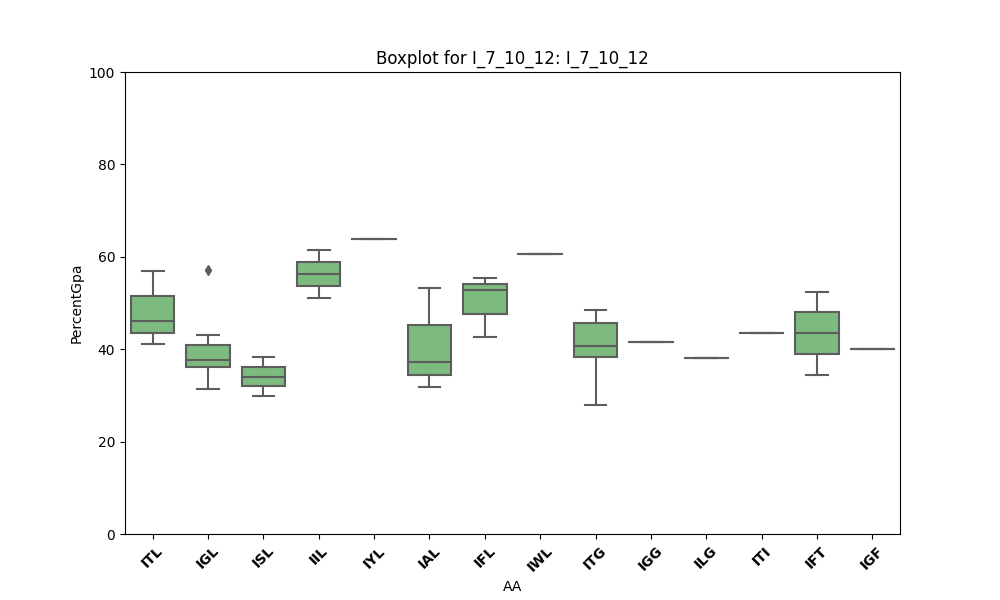 Boxplot for I_7_10_12: I_7_10_12
100
80
60
40
20
0
PercentGpa
ITL IGL ISL IIL IYL IAL IFL IWL ITG IGG ILG ITI IFT IGF
AA